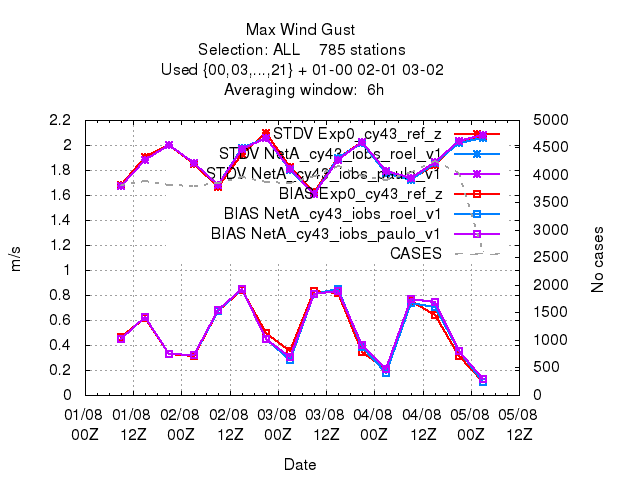 Max Wind Gust
Selection: ALL    785 stations
Used {00,03,...,21} + 01-00 02-01 03-02
Averaging window:  6h
2.2
2
1.8
1.6
1.4
1.2
1
0.8
0.6
0.4
0.2
0
m/s
5000
4500
4000
3500
3000
2500
2000
1500
1000
500
0
No cases
STDV Exp0_cy43_ref_z
STDV NetA_cy43_iobs_roel_v1
STDV NetA_cy43_iobs_paulo_v1
BIAS Exp0_cy43_ref_z
BIAS NetA_cy43_iobs_roel_v1
BIAS NetA_cy43_iobs_paulo_v1
CASES
01/08 01/08 02/08 02/08 03/08 03/08 04/08 04/08 05/08 05/08
00Z 12Z 00Z 12Z 00Z 12Z 00Z 12Z 00Z 12Z
Date